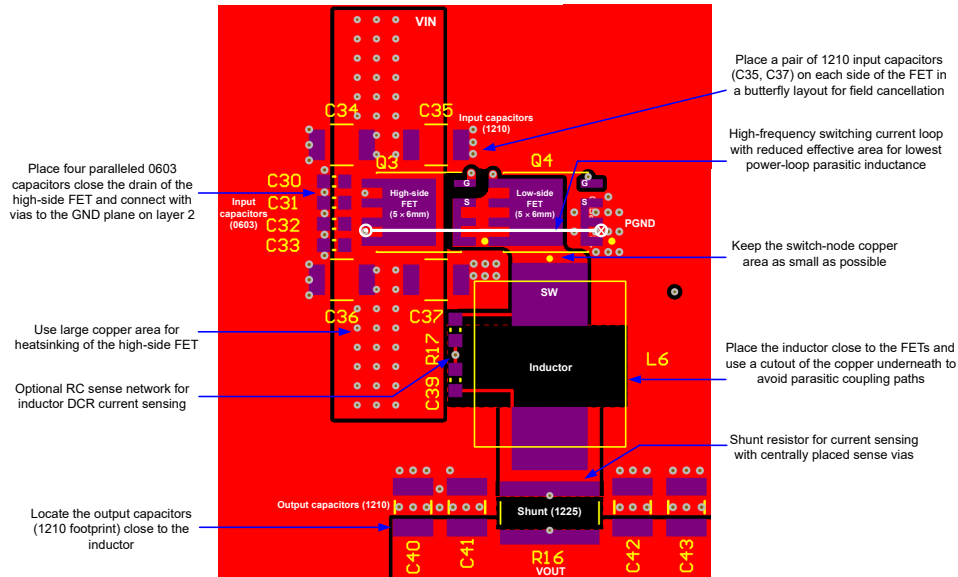 VIN
Place a pair of 1210 input capacitors
(C35, C37) on each side of the FET in
a butterfly layout for field cancellation
C34
C35
Input capacitors
(1210)
High-frequency switching current loop
with reduced effective area for lowest
power-loop parasitic inductance
Place four paralleled 0603
capacitors close the drain of the
high-side FET and connect with
vias to the GND plane on layer 2
Q3
Q4
C30
C31
C32
C33
Input
capacitors
(0603)
High-side
FET
(5 × 6mm)
G
S
Low-side
FET
(5 × 6mm)
G
S
PGND
Keep the switch-node copper
area as small as possible
SW
C36
C37
Use large copper area for
heatsinking of the high-side FET
R17
Inductor
L6
Place the inductor close to the FETs and
use a cutout of the copper underneath to
avoid parasitic coupling paths
Optional RC sense network for
inductor DCR current sensing
C39
Shunt resistor for current sensing
with centrally placed sense vias
Output capacitors (1210)
Shunt (1225)
Locate the output capacitors
(1210 footprint) close to the
inductor
C40
C41
R16
C42
C43
VOUT